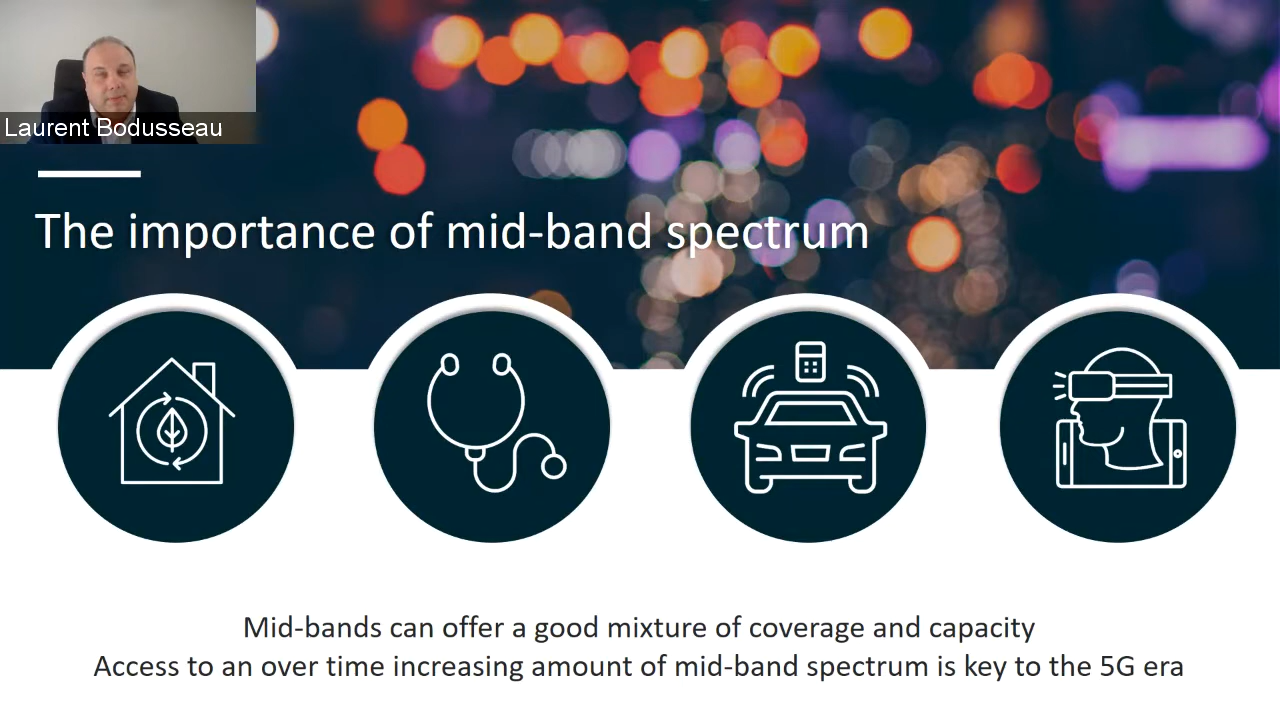 Laurent Bodusseau
The importance of mid-band spectrum
Mid-bands can offer a good mixture of coverage and capacity
Access to an over time increasing amount of mid-band spectrum is key to the 5G era